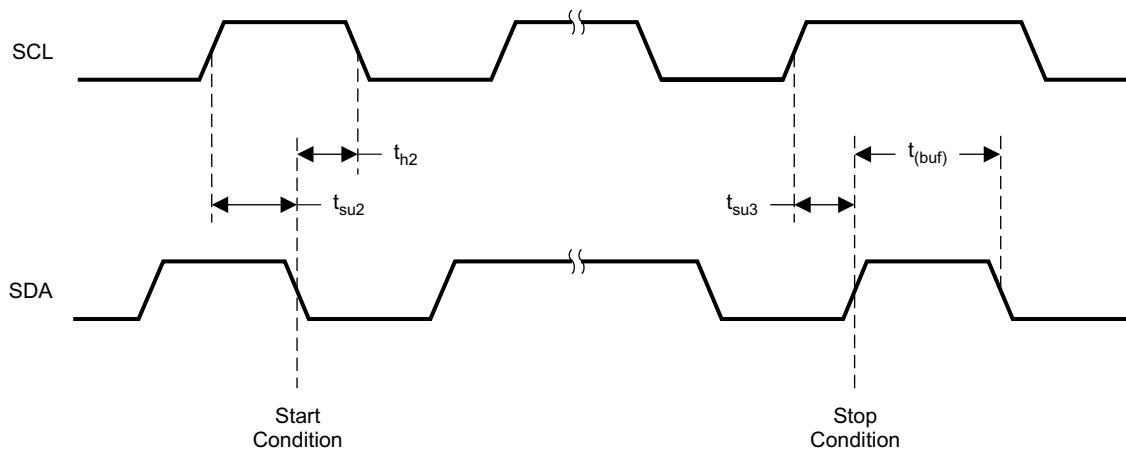 SCL
t_h2
t_(buf)
t_su2
t_su3
SDA
Start
Condition
Stop
Condition